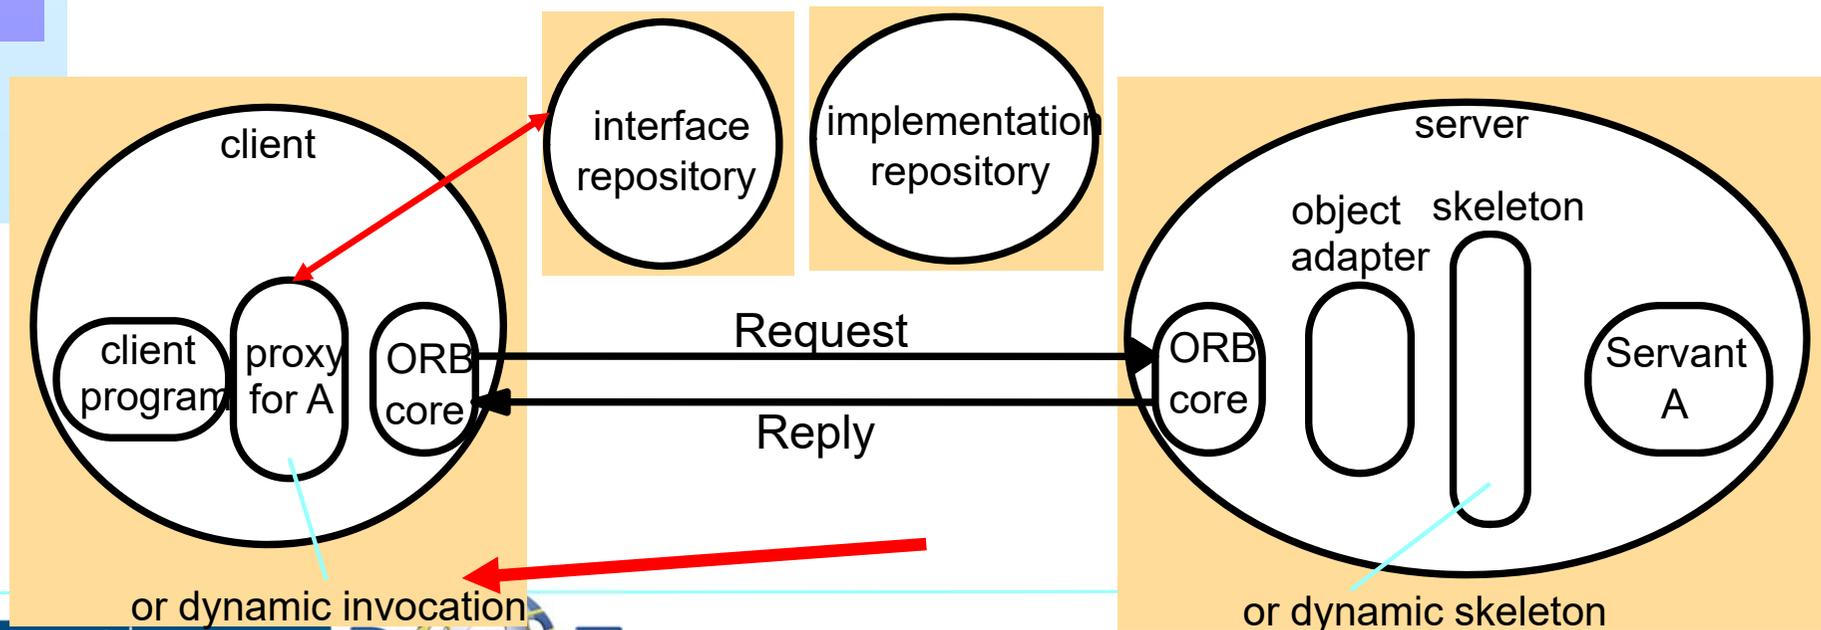 client
interface
repository
implementation
repository
server
object
adapter
skeleton
client
program
proxy
for A
ORB
core
Request
Reply
ORB
core
Servant
A
or dynamic invocation
or dynamic skeleton